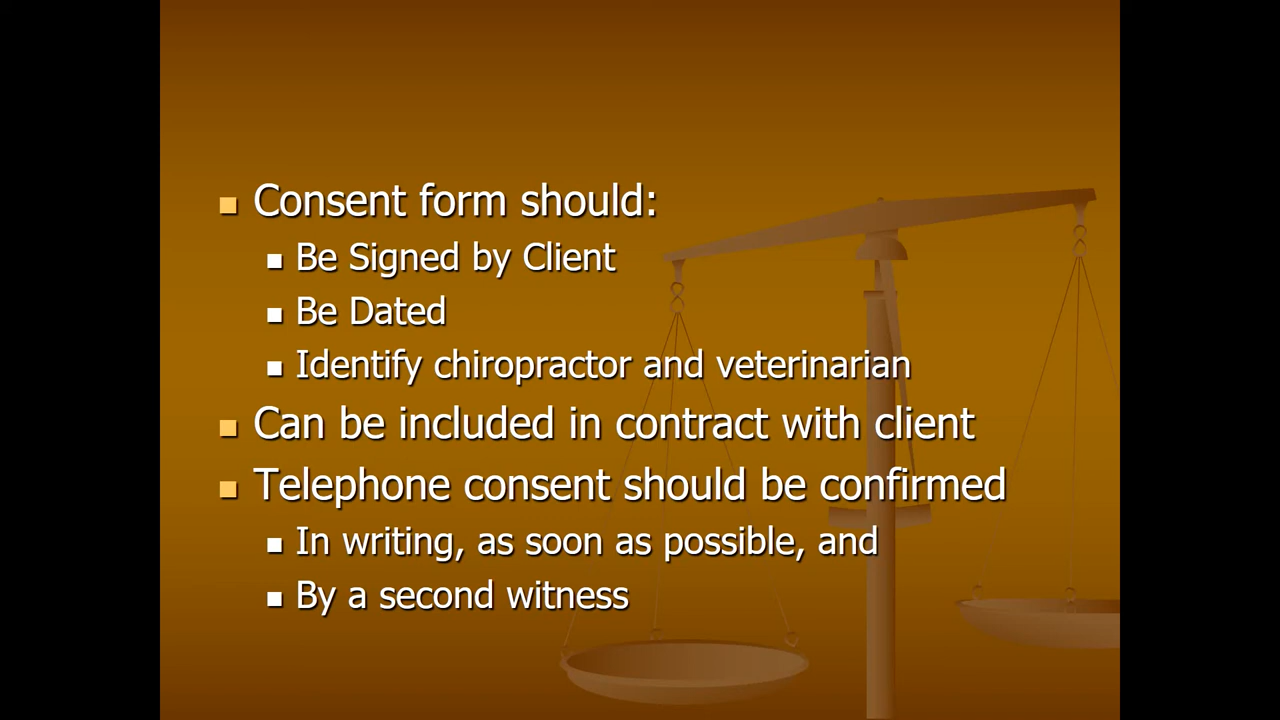 Consent form should:
Be Signed by Client
Be Dated
Identify chiropractor and veterinarian
Can be included in contract with client
Telephone consent should be confirmed
In writing, as soon as possible, and
By a second witness